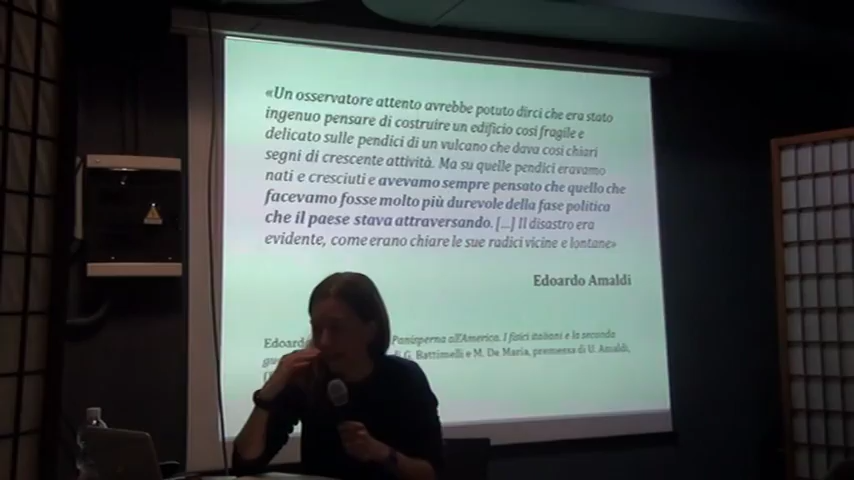 «Un osservatore attento avrebbe potuto dirci che era stato
ingenuo pensare di costruire un edificio così fragile e
delicato sulle pendici di un vulcano che dava così chiari
segni di crescente attività. Ma su quelle pendici eravamo
nati e cresciuti e avevamo sempre pensato che quello che
facevamo fosse molto più durevole della fase politica
che il paese stava attraversando. [...] Il disastro era
evidente, come erano chiare le sue radici vicine e lontane»
Edoardo Amaldi
Edoard Panisperna all'America. I fisici italiani e la seconda
G. Battimelli e M. De Maria, premessa di U. Amaldi,